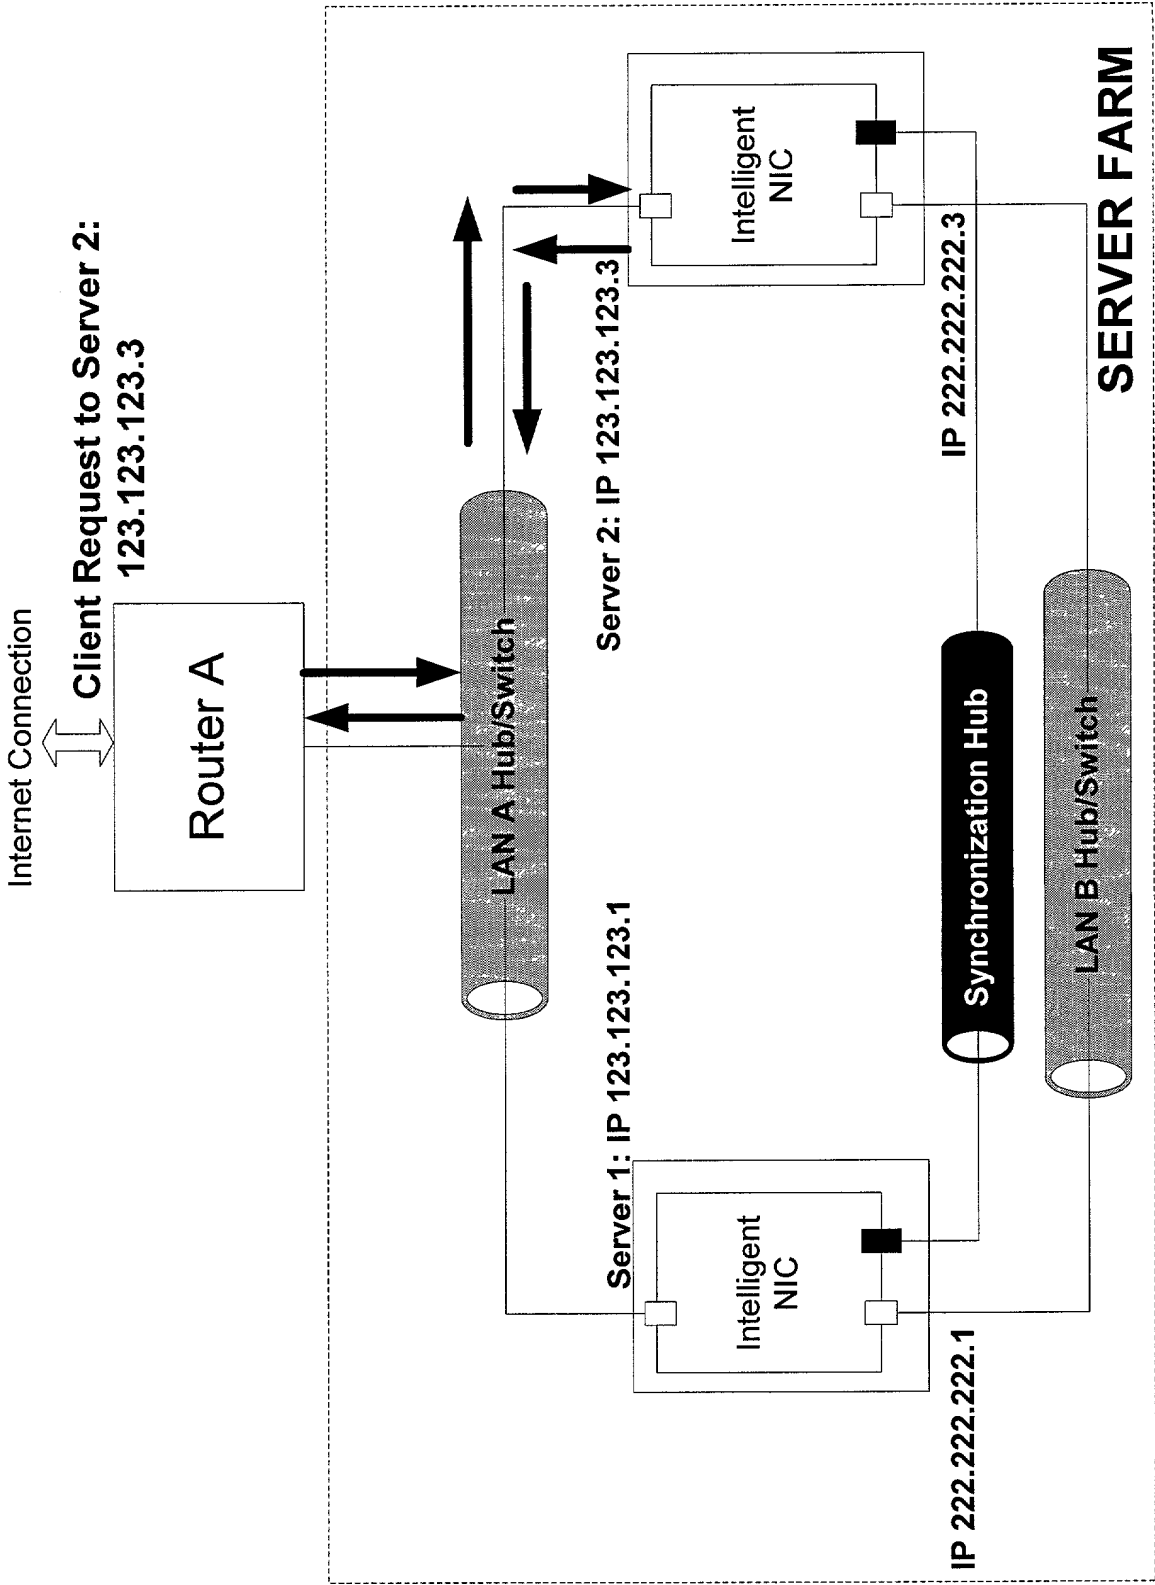 Internet Connection
Client Request to Server 2:
123.123.123.3
Router A
LAN A Hub/Switch
Server 1: IP 123.123.123.1
Server 2: IP 123.123.123.3
Intelligent
NIC
Intelligent
NIC
IP 222.222.222.1
IP 222.222.222.3
Synchronization Hub
LAN B Hub/Switch
SERVER FARM